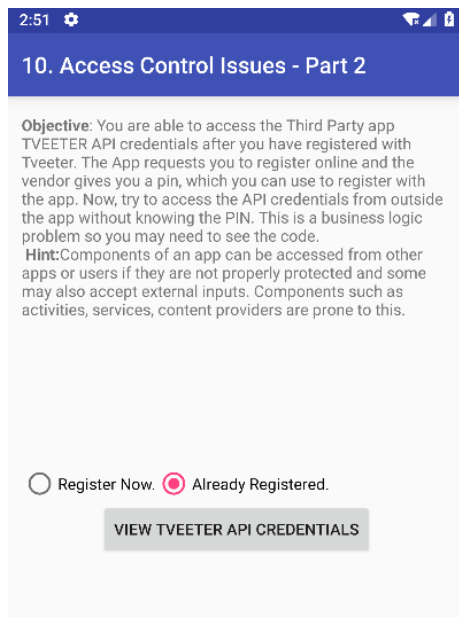 2:51
10. Access Control Issues - Part 2
Objective: You are able to access the Third Party app
TVEETER API credentials after you have registered with
Tveeter. The App requests you to register online and the
vendor gives you a pin, which you can use to register with
the app. Now, try to access the API credentials from outside
the app without knowing the PIN. This is a business logic
problem so you may need to see the code.
Hint:Components of an app can be accessed from other
apps or users if they are not properly protected and some
may also accept external inputs. Components such as
activities, services, content providers are prone to this.
Register Now. Already Registered.
VIEW TVEETER API CREDENTIALS